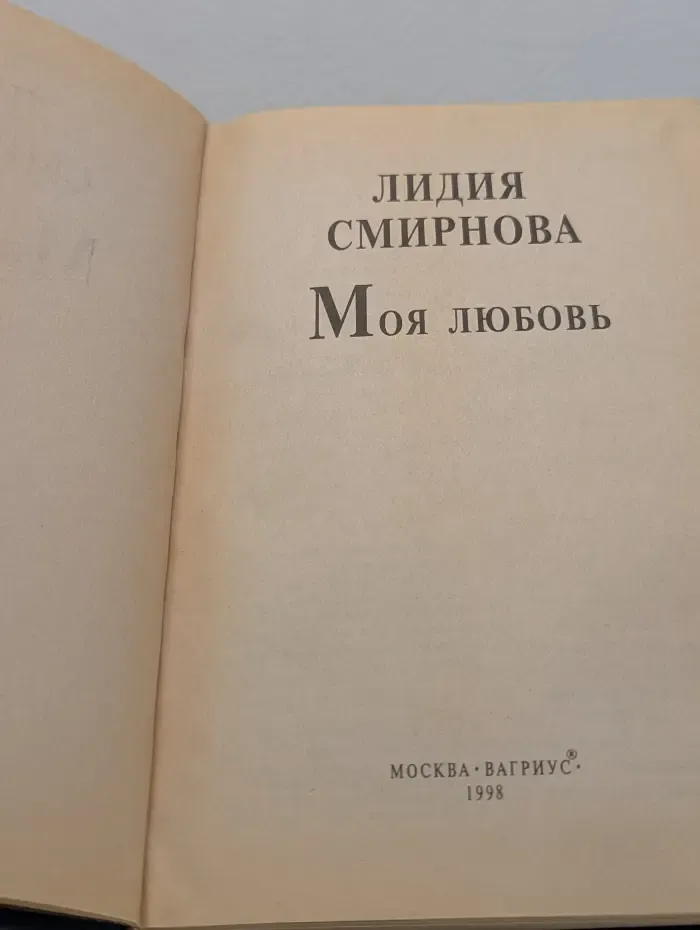 ЛИДИЯ
СМИРНОВА
Моя любовь
МОСКВА · ВАГРИУС® ·
1998